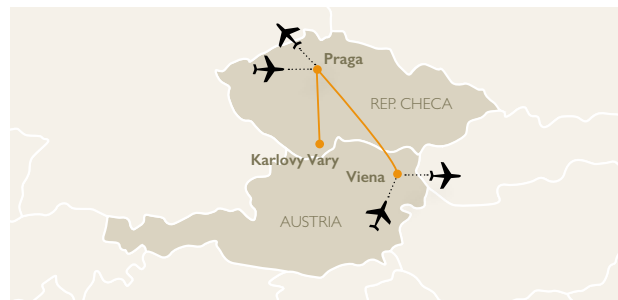 Praga
REP. CHECA
Karlovy Vary
Viena
AUSTRIA